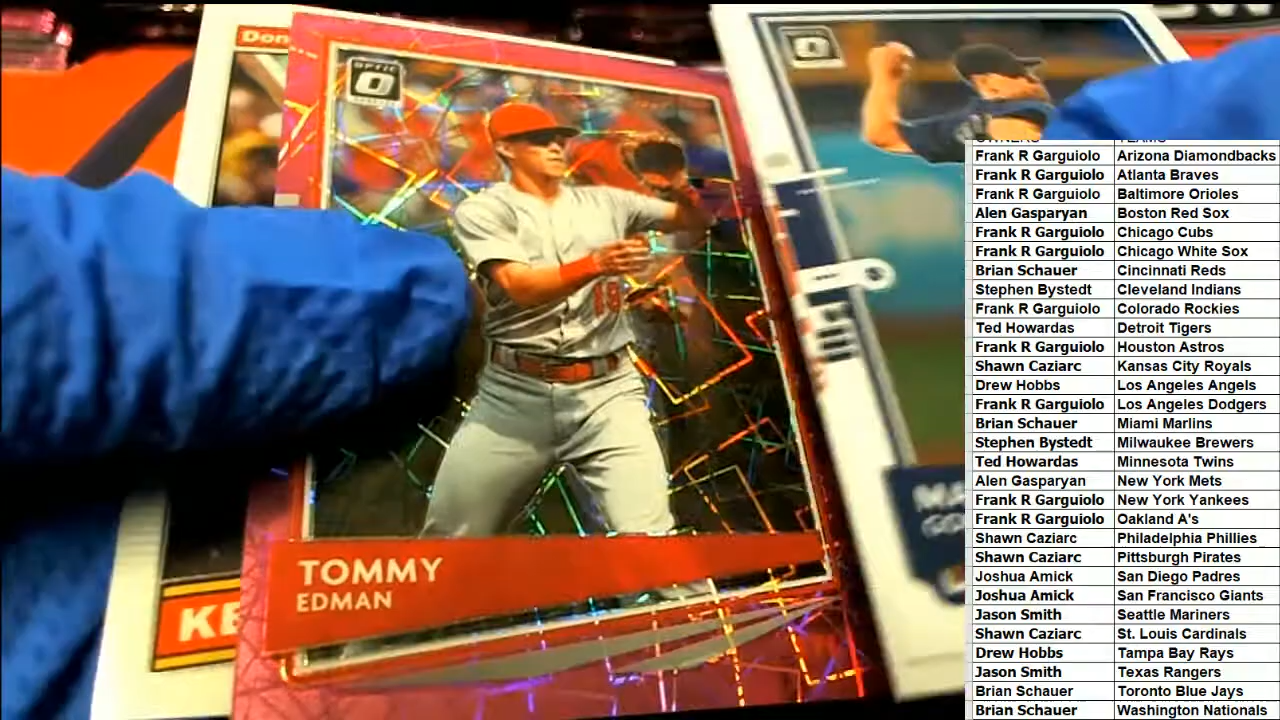 Don
OPTIC
O
O
19
TOMMY
EDMAN
KE
MA
GO
OWNERS TEAMS
Frank R Garguiolo Arizona Diamondbacks
Frank R Garguiolo Atlanta Braves
Frank R Garguiolo Baltimore Orioles
Alen Gasparyan Boston Red Sox
Frank R Garguiolo Chicago Cubs
Frank R Garguiolo Chicago White Sox
Brian Schauer Cincinnati Reds
Stephen Bystedt Cleveland Indians
Frank R Garguiolo Colorado Rockies
Ted Howardas Detroit Tigers
Frank R Garguiolo Houston Astros
Shawn Caziarc Kansas City Royals
Drew Hobbs Los Angeles Angels
Frank R Garguiolo Los Angeles Dodgers
Brian Schauer Miami Marlins
Stephen Bystedt Milwaukee Brewers
Ted Howardas Minnesota Twins
Alen Gasparyan New York Mets
Frank R Garguiolo New York Yankees
Frank R Garguiolo Oakland A's
Shawn Caziarc Philadelphia Phillies
Shawn Caziarc Pittsburgh Pirates
Joshua Amick San Diego Padres
Joshua Amick San Francisco Giants
Jason Smith Seattle Mariners
Shawn Caziarc St. Louis Cardinals
Drew Hobbs Tampa Bay Rays
Jason Smith Texas Rangers
Brian Schauer Toronto Blue Jays
Brian Schauer Washington Nationals